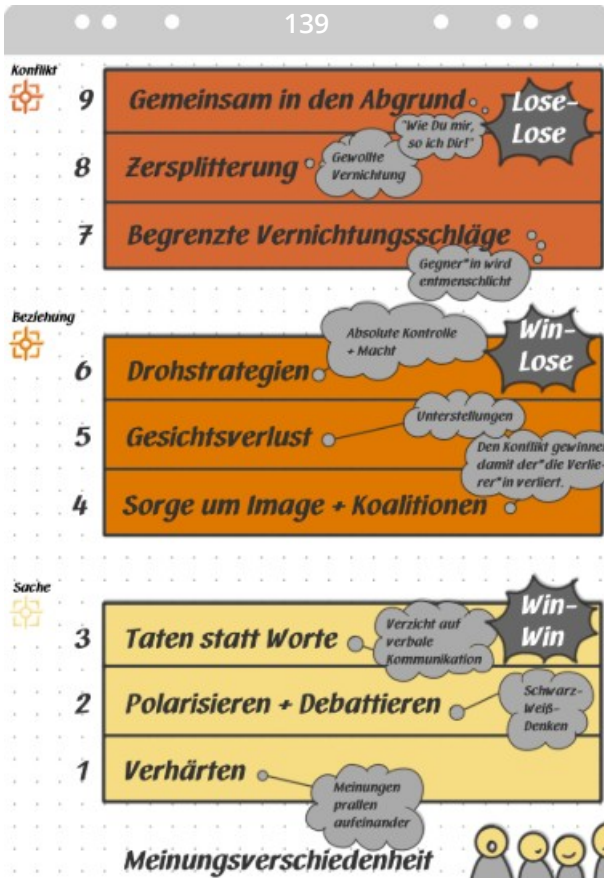 139
Konflikt
9 Gemeinsam in den Abgrund
Lose-
Lose
"Wie Du mir,
so ich Dir!"
8 Zersplitterung
Gewollte
Vernichtung
7 Begrenzte Vernichtungsschläge
Gegner*in wird
entmenschlicht
Beziehung
Absolute Kontrolle
+ Macht
Win-
Lose
6 Drohstrategien
Unterstellungen
5 Gesichtsverlust
Den Konflikt gewinnen
damit der*die Verlie-
rer*in verliert.
4 Sorge um Image + Koalitionen
Sache
Win-
Win
3 Taten statt Worte
Verzicht auf
verbale
Kommunikation
2 Polarisieren + Debattieren
Schwarz-
Weiß-
Denken
1 Verhärten
Meinungen
prallen
aufeinander
Meinungsverschiedenheit